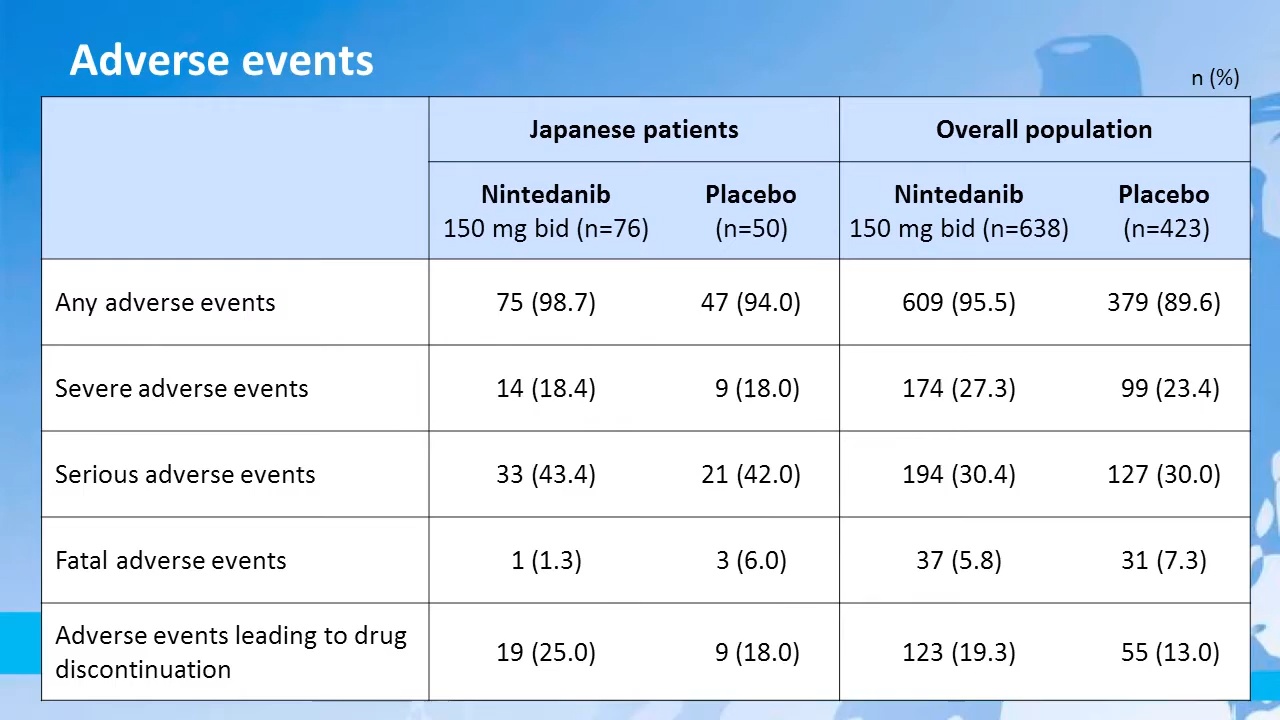 Adverse events
n (%)
Japanese patients Overall population
Nintedanib Placebo Nintedanib Placebo
150 mg bid (n=76) (n=50) 150 mg bid (n=638) (n=423)
Any adverse events 75 (98.7) 47 (94.0) 609 (95.5) 379 (89.6)
Severe adverse events 14 (18.4) 9 (18.0) 174 (27.3) 99 (23.4)
Serious adverse events 33 (43.4) 21 (42.0) 194 (30.4) 127 (30.0)
Fatal adverse events 1 (1.3) 3 (6.0) 37 (5.8) 31 (7.3)
Adverse events leading to drug
discontinuation 19 (25.0) 9 (18.0) 123 (19.3) 55 (13.0)